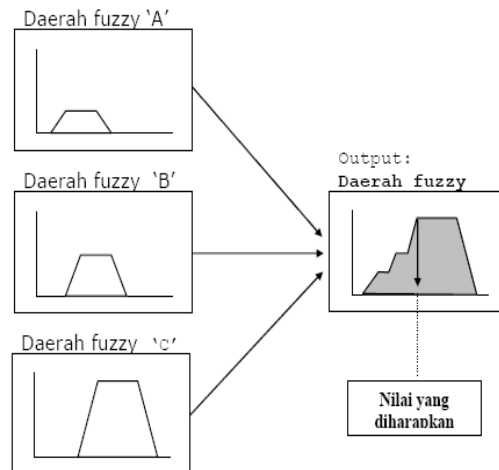 Daerah fuzzy ‘A’
Daerah fuzzy ‘B’
Daerah fuzzy ‘C’
Output:
Daerah fuzzy
Nilai yang
diharapkan